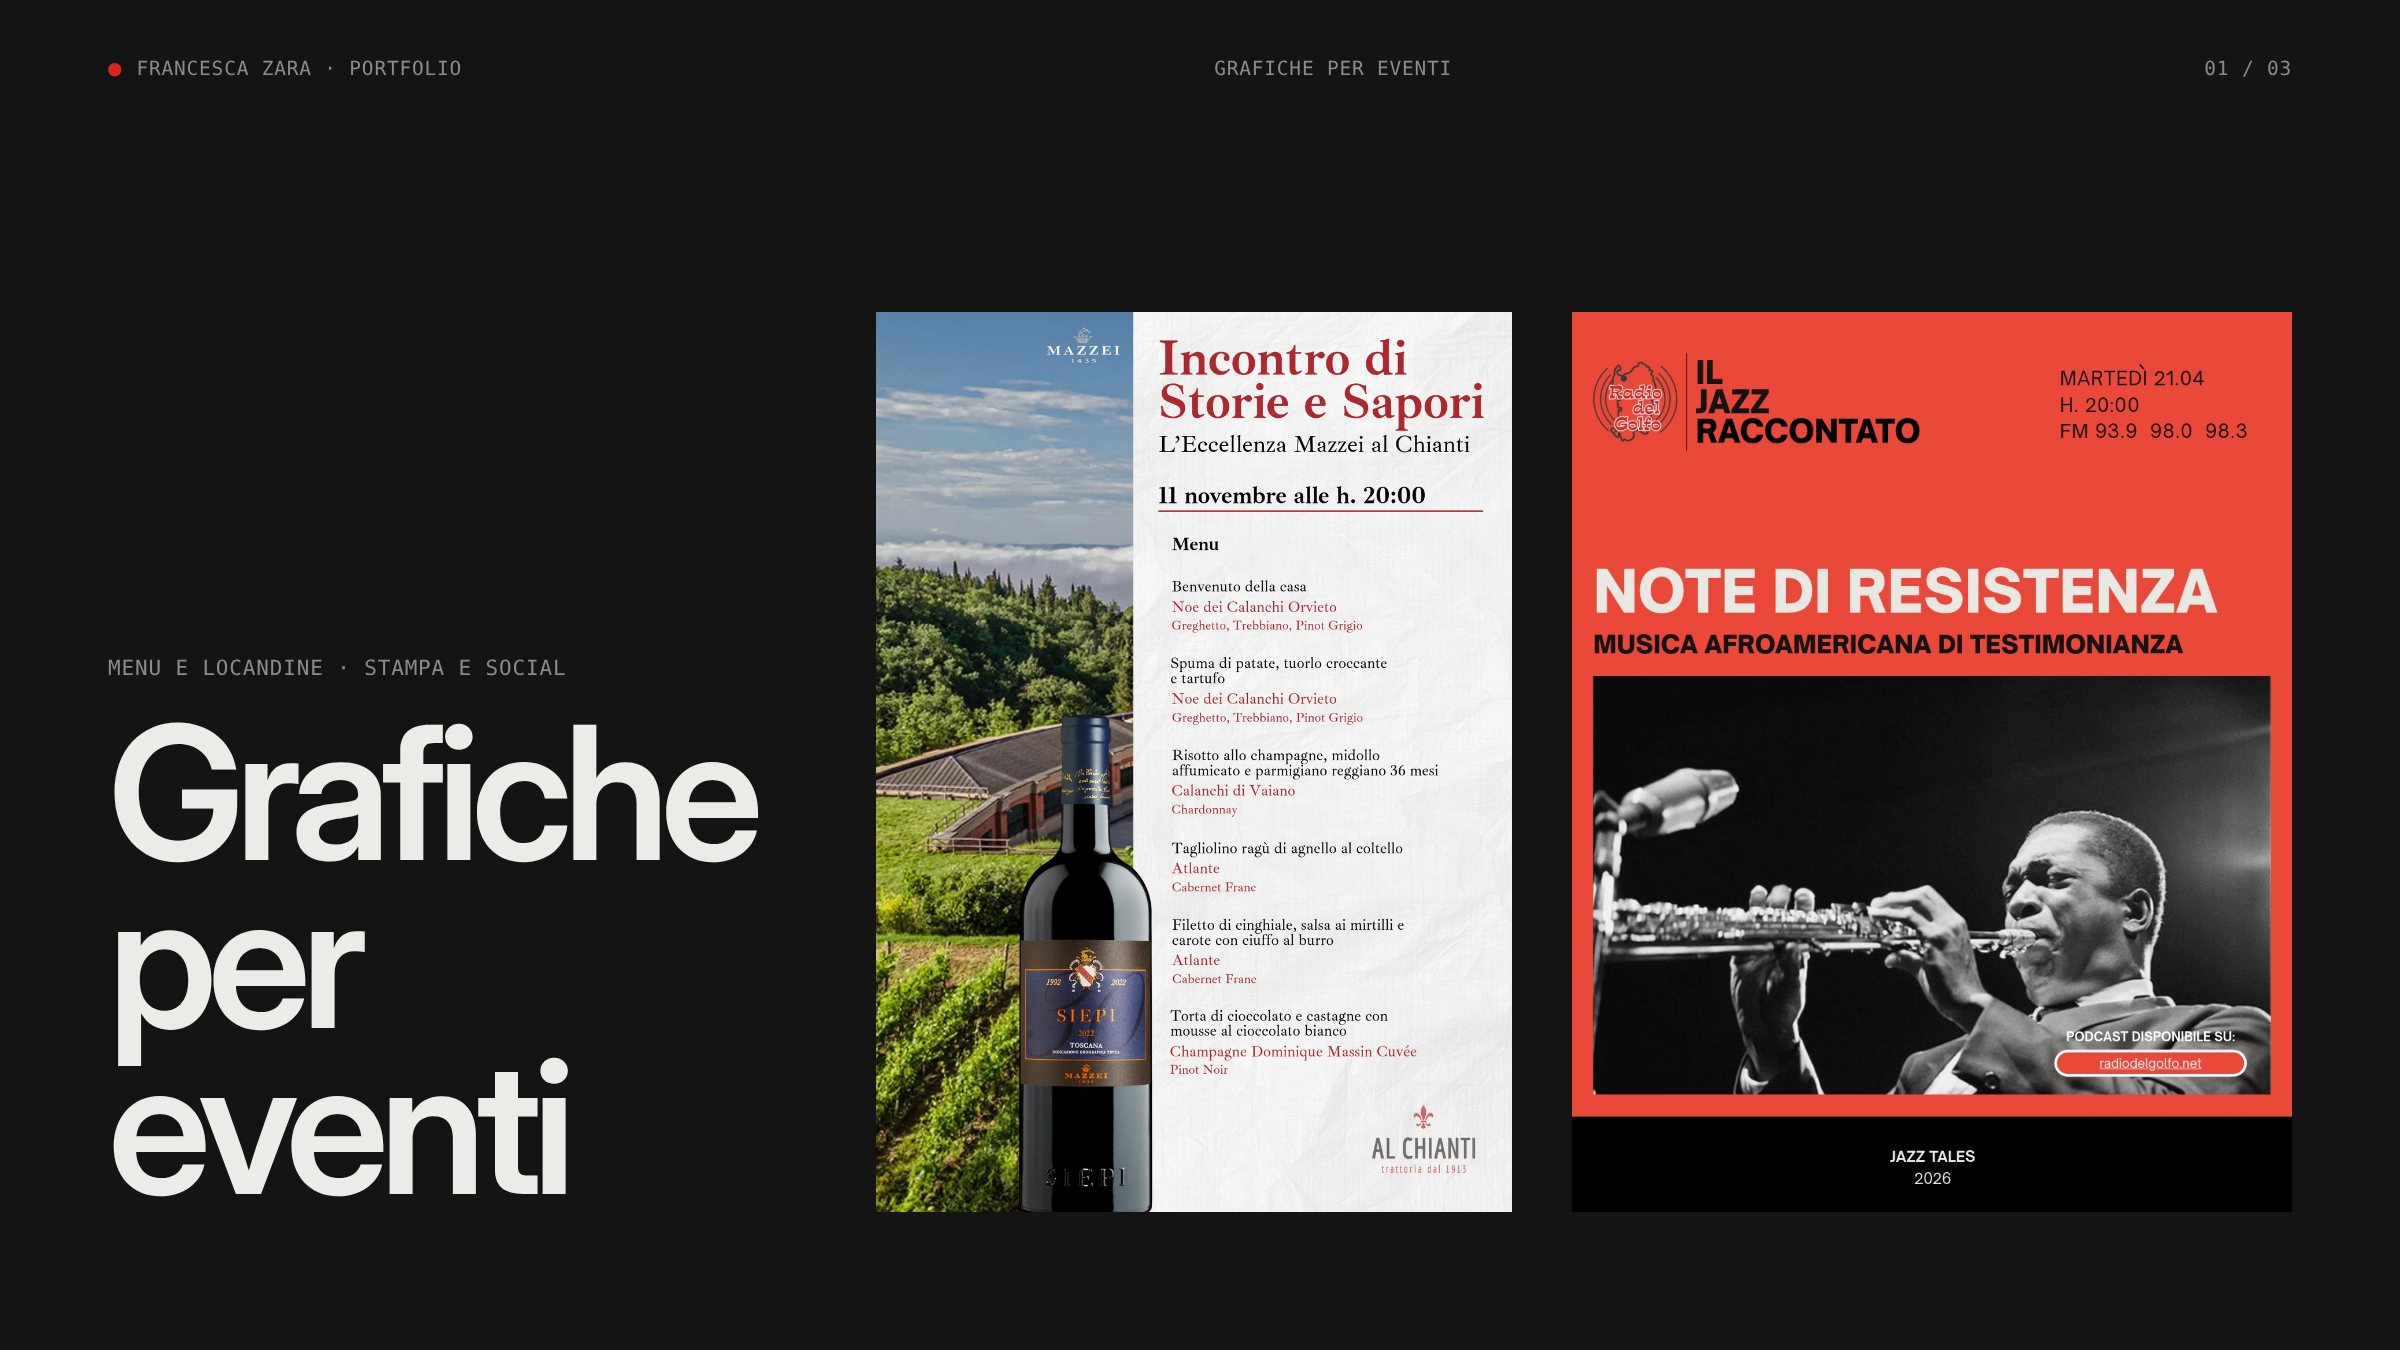 FRANCESCA ZARA · PORTFOLIO
GRAFICHE PER EVENTI
01 / 03
MENU E LOCANDINE · STAMPA E SOCIAL
Grafiche
per
eventi
MAZZEI
1435
Incontro di
Storie e Sapori
L’Eccellenza Mazzei al Chianti
11 novembre alle h. 20:00
Menu
Benvenuto della casa
Noe dei Calanchi Orvieto
Greghetto, Trebbiano, Pinot Grigio
Spuma di patate, tuorlo croccante
e tartufo
Noe dei Calanchi Orvieto
Greghetto, Trebbiano, Pinot Grigio
Risotto allo champagne, midollo
affumicato e parmigiano reggiano 36 mesi
Calanchi di Vaiano
Chardonnay
Tagliolino ragù di agnello al coltello
Atlante
Cabernet Franc
Filetto di cinghiale, salsa ai mirtilli e
carote con ciuffo al burro
Atlante
Cabernet Franc
Torta di cioccolato e castagne con
mousse al cioccolato bianco
Champagne Dominique Massin Cuvée
Pinot Noir
1992 2022
SIEPI
2022
TOSCANA
INDICAZIONE GEOGRAFICA TIPICA
MAZZEI
1435
SIEPI
AL CHIANTI
trattoria dal 1913
Radio
del
Golfo
IL
JAZZ
RACCONTATO
MARTEDÌ 21.04
H. 20:00
FM 93.9 98.0 98.3
NOTE DI RESISTENZA
MUSICA AFROAMERICANA DI TESTIMONIANZA
PODCAST DISPONIBILE SU:
radiodelgolfo.net
JAZZ TALES
2026